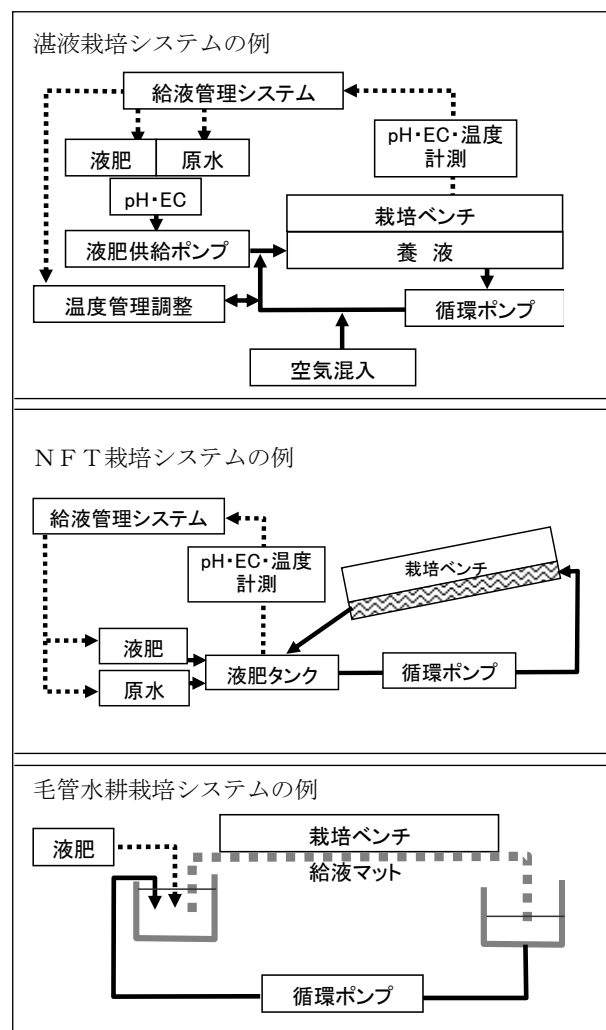 湛液栽培システムの例
給液管理システム
pH・EC・温度
計測
液肥
原水
pH・EC
栽培ベンチ
液肥供給ポンプ
養 液
温度管理調整
循環ポンプ
空気混入
NFT栽培システムの例
給液管理システム
pH・EC・温度
計測
栽培ベンチ
液肥
液肥タンク
循環ポンプ
原水
毛管水耕栽培システムの例
液肥
栽培ベンチ
給液マット
循環ポンプ